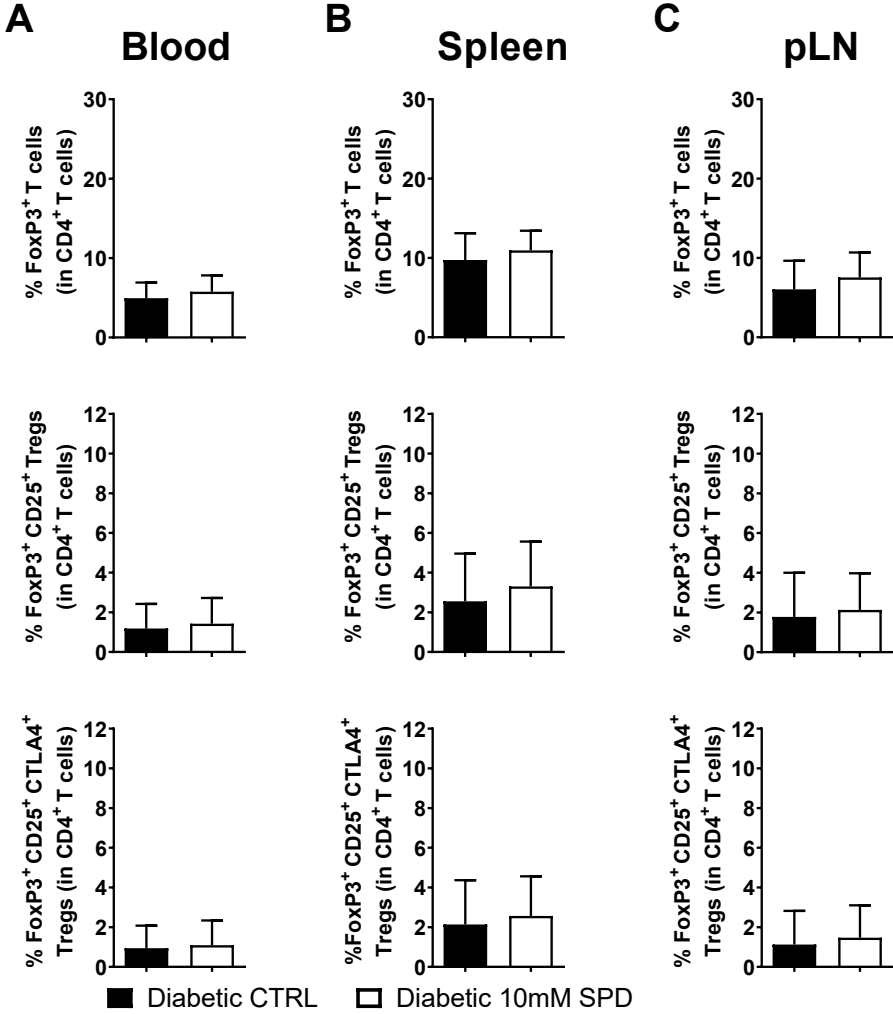 A
Blood
B
Spleen
C
pLN
% FoxP3⁺ T cells
(in CD4⁺ T cells)
30
20
10
0
% FoxP3⁺ T cells
(in CD4⁺ T cells)
30
20
10
0
% FoxP3⁺ T cells
(in CD4⁺ T cells)
30
20
10
0
% FoxP3⁺ CD25⁺ Tregs
(in CD4⁺ T cells)
12
10
8
6
4
2
0
% FoxP3⁺ CD25⁺ Tregs
(in CD4⁺ T cells)
12
10
8
6
4
2
0
% FoxP3⁺ CD25⁺ Tregs
(in CD4⁺ T cells)
12
10
8
6
4
2
0
% FoxP3⁺ CD25⁺ CTLA4⁺
Tregs (in CD4⁺ T cells)
12
10
8
6
4
2
0
%FoxP3⁺ CD25⁺ CTLA4⁺
Tregs (in CD4⁺ T cells)
12
10
8
6
4
2
0
% FoxP3⁺ CD25⁺ CTLA4⁺
Tregs (in CD4⁺ T cells)
12
10
8
6
4
2
0
Diabetic CTRL
Diabetic 10mM SPD